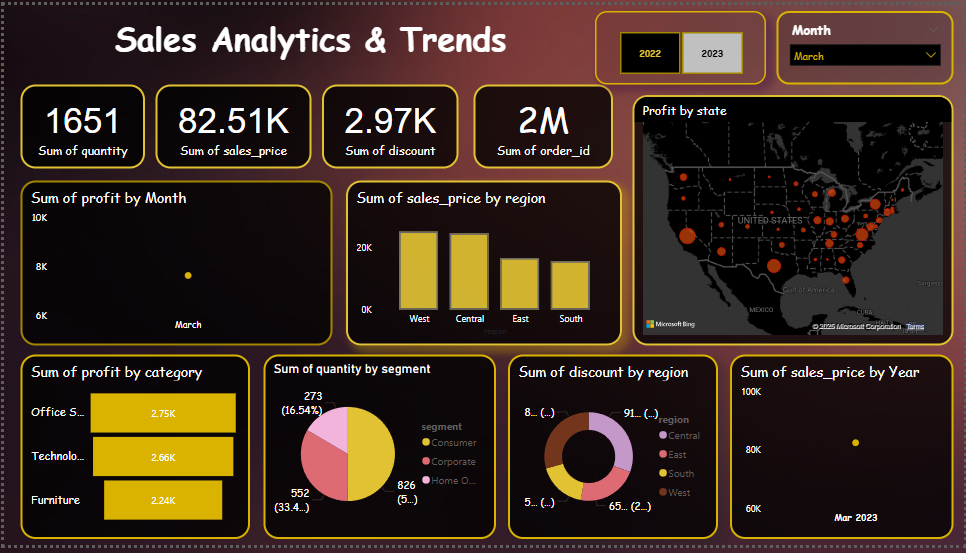 Sales Analytics & Trends
2022
2023
Month
March
1651
Sum of quantity
82.51K
Sum of sales_price
2.97K
Sum of discount
2M
Sum of order_id
Profit by state
UNITED STATES
Gulf of America
MEXICO
CUBA
Sargasso
Microsoft Bing
© 2025 Microsoft Corporation
Terms
Sum of profit by Month
10K
8K
6K
March
Sum of sales_price by region
20K
0K
West
Central
East
South
region
Sum of profit by category
Office S...
2.75K
Technolo...
2.66K
Furniture
2.24K
Sum of quantity by segment
273
(16.54%)
552
(33.4...)
826
(5...)
segment
Consumer
Corporate
Home O...
Sum of discount by region
8... (...)
91... (...)
5... (...)
65... (2...)
region
Central
East
South
West
Sum of sales_price by Year
100K
80K
60K
Mar 2023